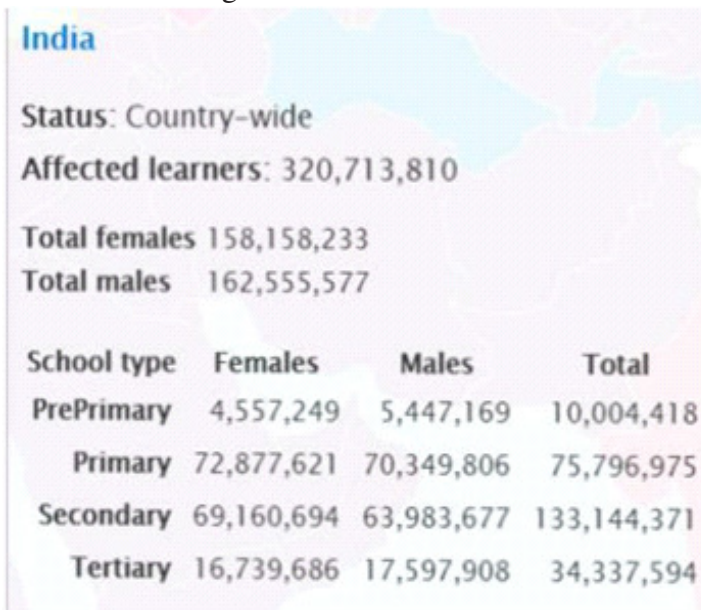 India
Status: Country-wide
Affected learners: 320,713,810
Total females 158,158,233
Total males 162,555,577
School type Females Males Total
PrePrimary 4,557,249 5,447,169 10,004,418
Primary 72,877,621 70,349,806 75,796,975
Secondary 69,160,694 63,983,677 133,144,371
Tertiary 16,739,686 17,597,908 34,337,594